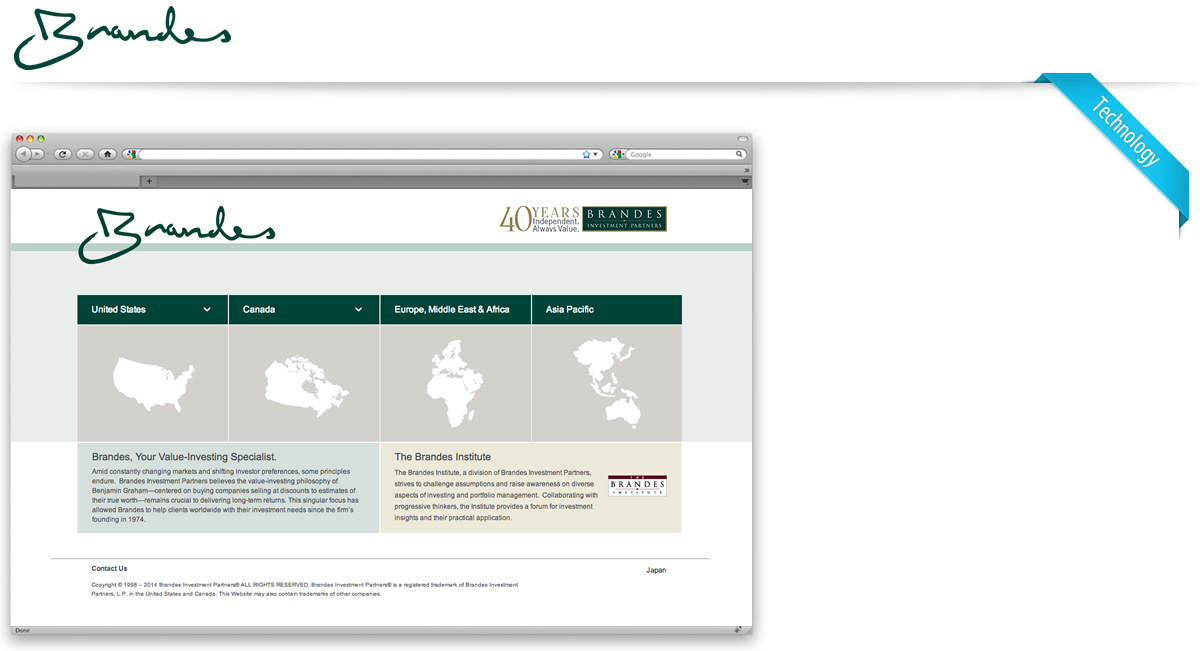 Brandes
Technology
Google
Brandes
40 YEARS
Independent.
Always Value.
BRANDES
INVESTMENT PARTNERS
United States
Canada
Europe, Middle East & Africa
Asia Pacific
Brandes, Your Value-Investing Specialist.
Amid constantly changing markets and shifting investor preferences, some principles
endure. Brandes Investment Partners believes the value-investing philosophy of
Benjamin Graham—centered on buying companies selling at discounts to estimates of
their true worth—remains crucial to delivering long-term returns. This singular focus has
allowed Brandes to help clients worldwide with their investment needs since the firm's
founding in 1974.
The Brandes Institute
The Brandes Institute, a division of Brandes Investment Partners,
strives to challenge assumptions and raise awareness on diverse
aspects of investing and portfolio management. Collaborating with
progressive thinkers, the Institute provides a forum for investment
insights and their practical application.
THE
BRANDES
INSTITUTE
Contact Us
Japan
Copyright © 1998 – 2014 Brandes Investment Partners® ALL RIGHTS RESERVED. Brandes Investment Partners® is a registered trademark of Brandes Investment
Partners, L.P. in the United States and Canada. This Website may also contain trademarks of other companies.
Done